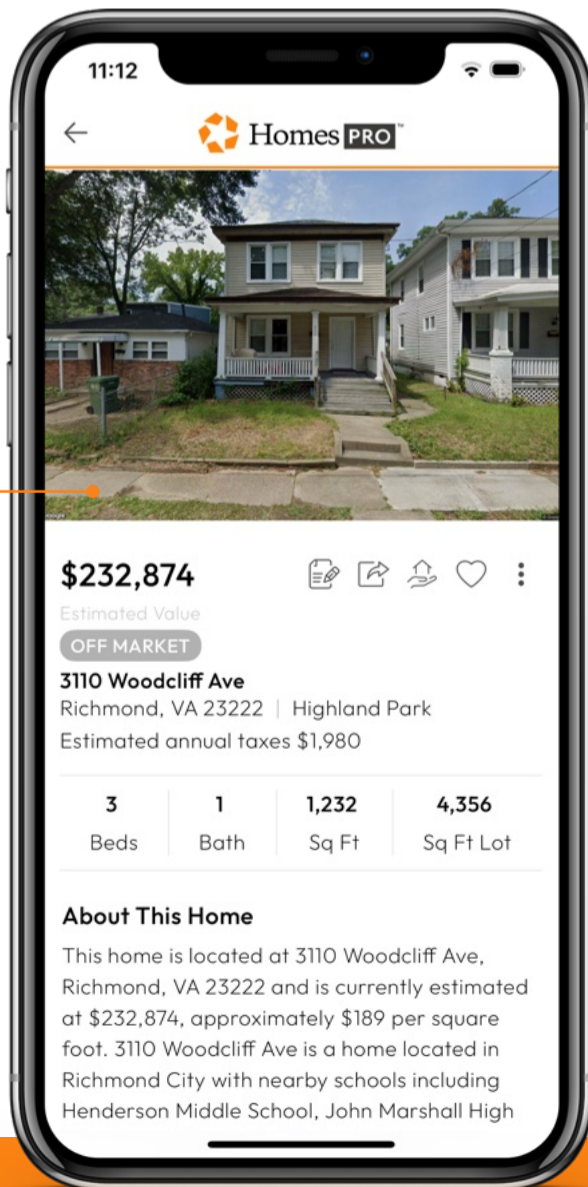 11:12
Homes PRO™
Google
$232,874
Estimated Value
OFF MARKET
3110 Woodcliff Ave
Richmond, VA 23222 | Highland Park
Estimated annual taxes $1,980
3 1 1,232 4,356
Beds Bath Sq Ft Sq Ft Lot
About This Home
This home is located at 3110 Woodcliff Ave,
Richmond, VA 23222 and is currently estimated
at $232,874, approximately $189 per square
foot. 3110 Woodcliff Ave is a home located in
Richmond City with nearby schools including
Henderson Middle School, John Marshall High